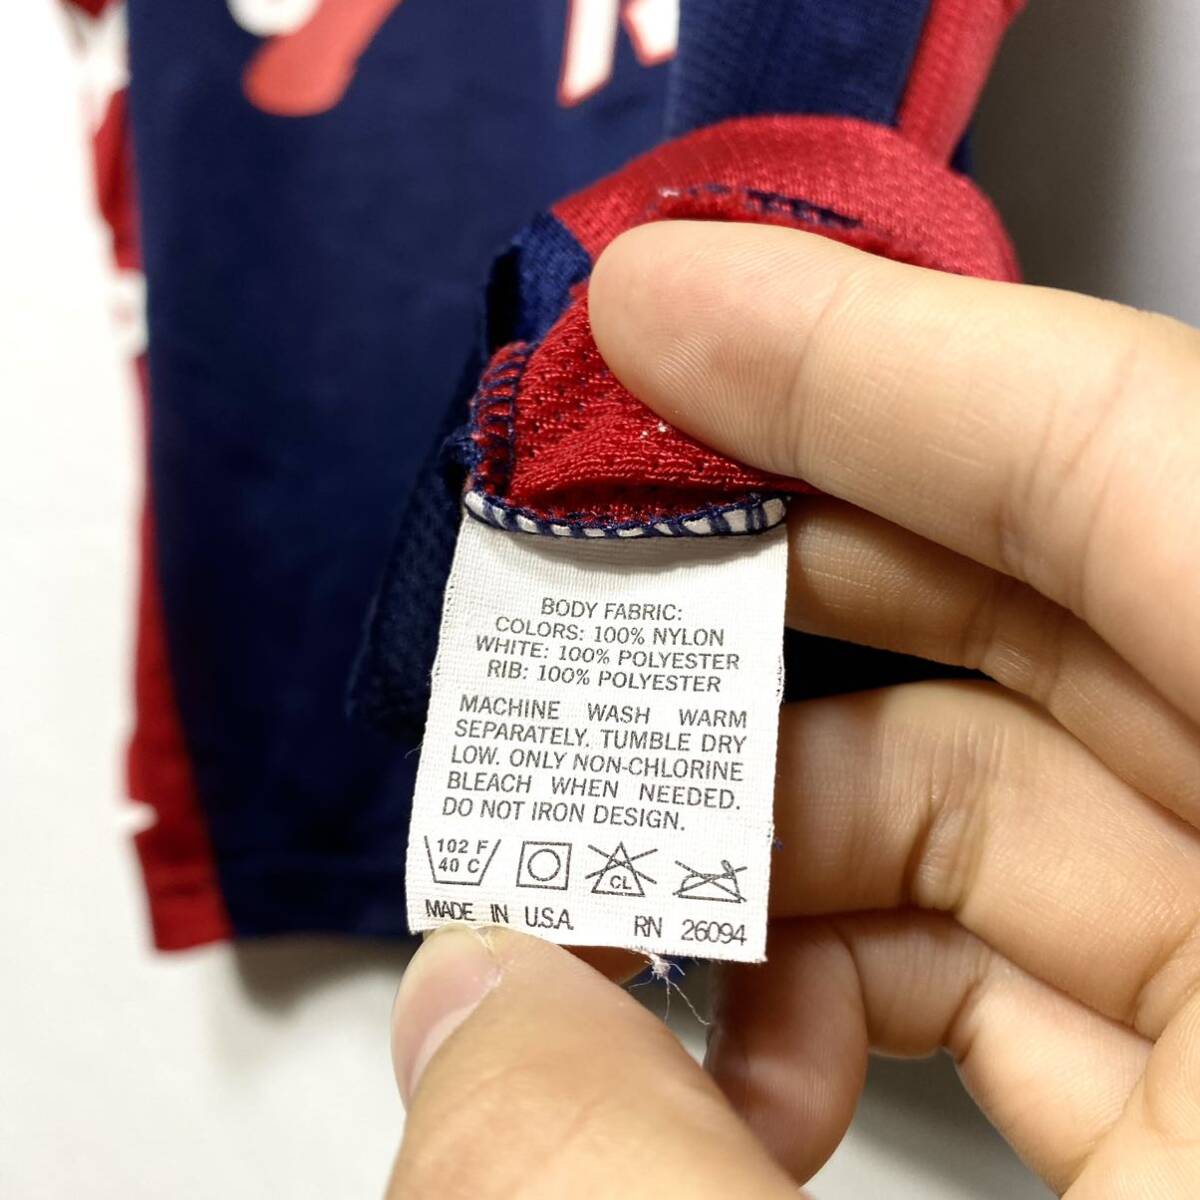 BODY FABRIC:
COLORS: 100% NYLON
WHITE: 100% POLYESTER
RIB: 100% POLYESTER
MACHINE WASH WARM
SEPARATELY. TUMBLE DRY
LOW. ONLY NON-CHLORINE
BLEACH WHEN NEEDED.
DO NOT IRON DESIGN.
102 F
40 C
CL
MADE IN U.S.A. RN 26094